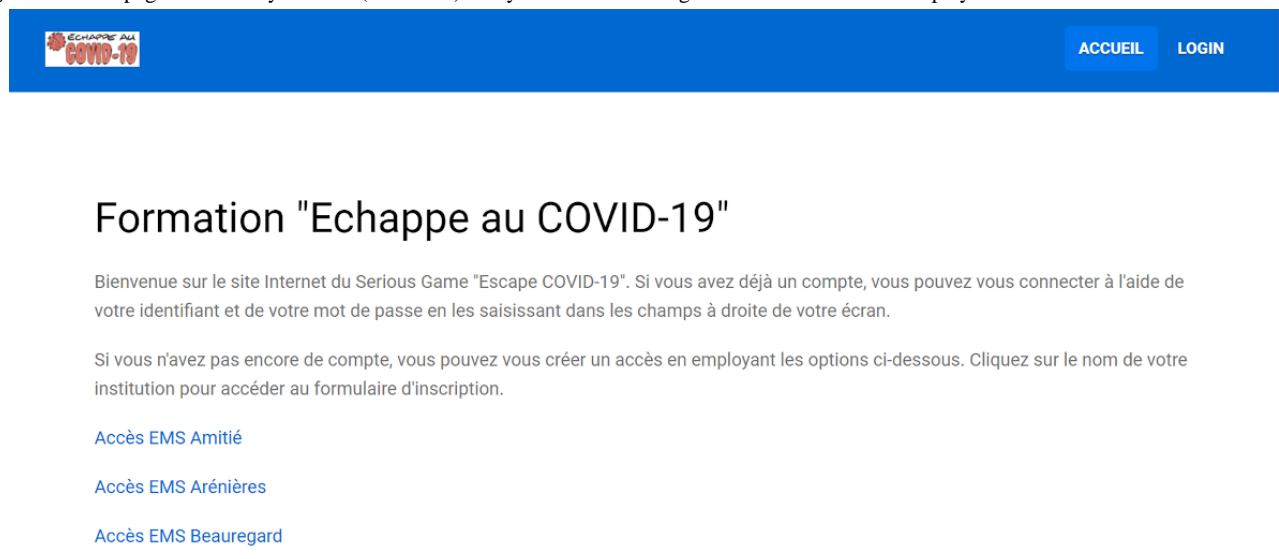 ÉCHAPPE AU
COVID-19
ACCUEIL LOGIN
Formation "Echappe au COVID-19"
Bienvenue sur le site Internet du Serious Game "Escape COVID-19". Si vous avez déjà un compte, vous pouvez vous connecter à l'aide de
votre identifiant et de votre mot de passe en les saisissant dans les champs à droite de votre écran.
Si vous n'avez pas encore de compte, vous pouvez vous créer un accès en employant les options ci-dessous. Cliquez sur le nom de votre
institution pour accéder au formulaire d'inscription.
Accès EMS Amitié
Accès EMS Arénières
Accès EMS Beauregard